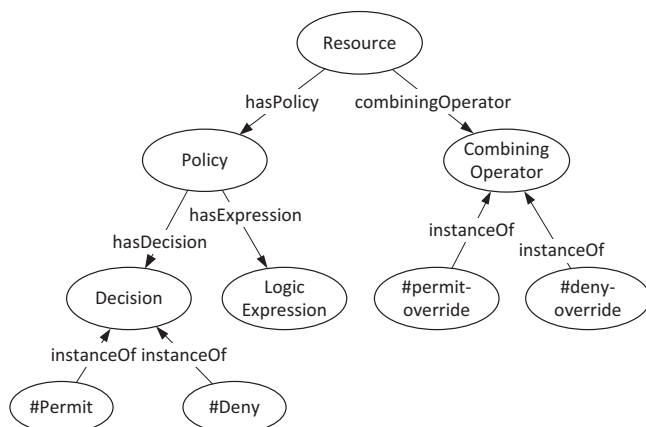 Resource
hasPolicy combiningOperator
Policy
Combining
Operator
hasExpression
hasDecision
instanceOf
instanceOf
Decision
Logic
Expression
#permit-
override
#deny-
override
instanceOf instanceOf
#Permit
#Deny